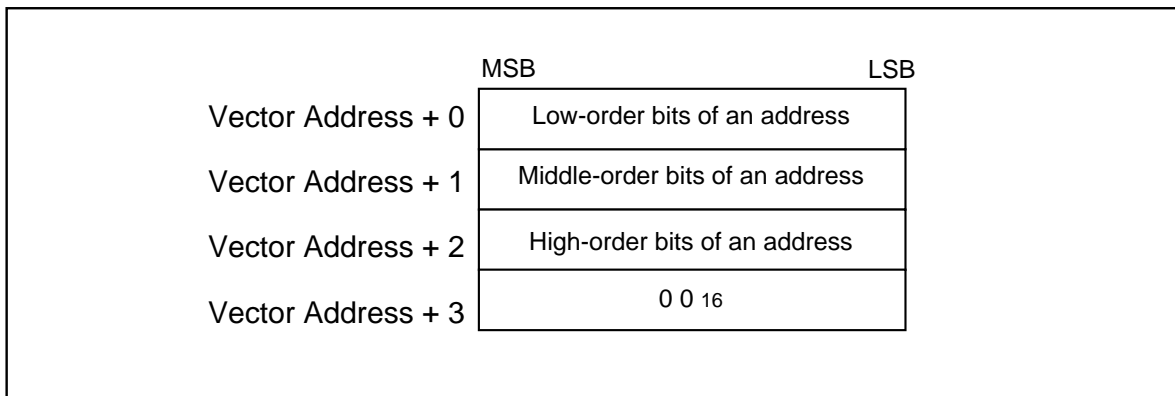 MSB LSB
Vector Address + 0 Low-order bits of an address
Vector Address + 1 Middle-order bits of an address
Vector Address + 2 High-order bits of an address
Vector Address + 3 0 0 16